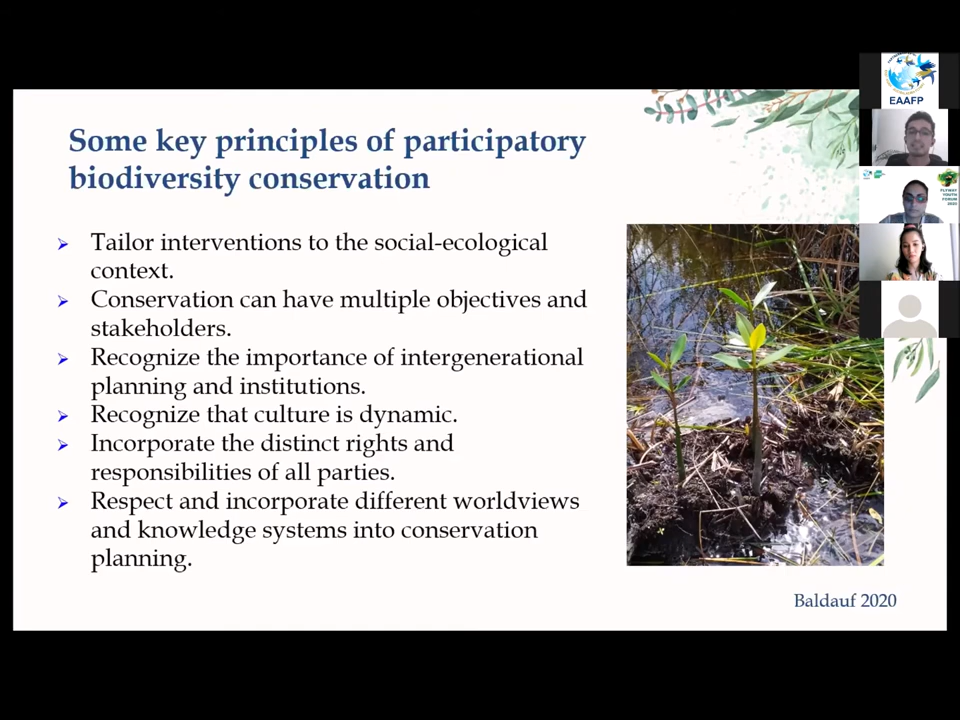 Some key principles of participatory
biodiversity conservation
Tailor interventions to the social-ecological
context.
Conservation can have multiple objectives and
stakeholders.
Recognize the importance of intergenerational
planning and institutions.
Recognize that culture is dynamic.
Incorporate the distinct rights and
responsibilities of all parties.
Respect and incorporate different worldviews
and knowledge systems into conservation
planning.
Baldauf 2020
EAAFP
FLYWAY
YOUTH
FORUM